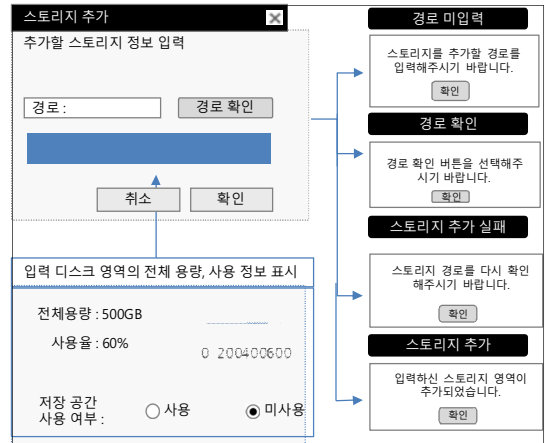 스토리지 추가
추가할 스토리지 정보 입력
경로 :
경로 확인
취소
확인
입력 디스크 영역의 전체 용량, 사용 정보 표시
전체용량 : 500GB
사용율 : 60%
0 200400600
저장 공간
사용 여부 :
사용
미사용
경로 미입력
스토리지를 추가할 경로를
입력해주시기 바랍니다.
확인
경로 확인
경로 확인 버튼을 선택해주
시기 바랍니다.
확인
스토리지 추가 실패
스토리지 경로를 다시 확인
해주시기 바랍니다.
확인
스토리지 추가
입력하신 스토리지 영역이
추가되었습니다.
확인